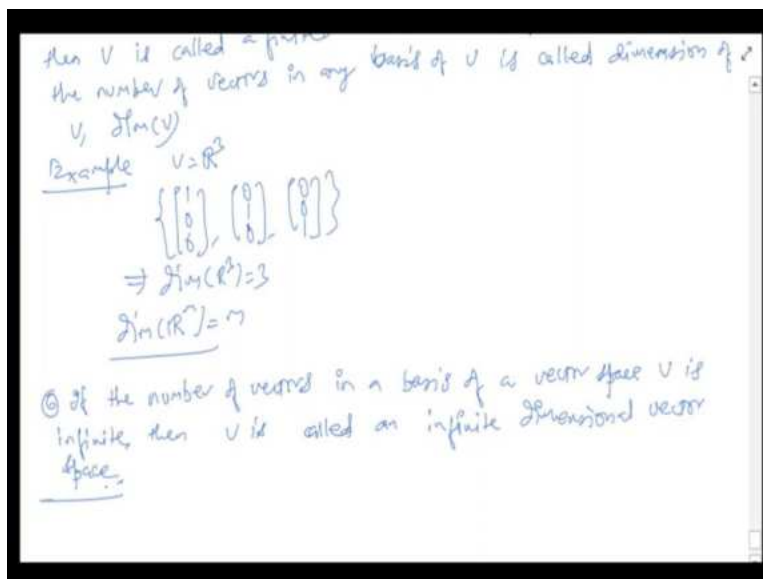 then V is called a
the number of vectors in any basis of V is called dimension of
V, dim(V)
Example V=R³
{[1 0 0], [0 1 0], [0 0 1]}
⇒ dim(R³)=3
dim(Rⁿ)=n
⑥ If the number of vectors in a basis of a vector space V is
infinite, then V is called an infinite dimensional vector
space.